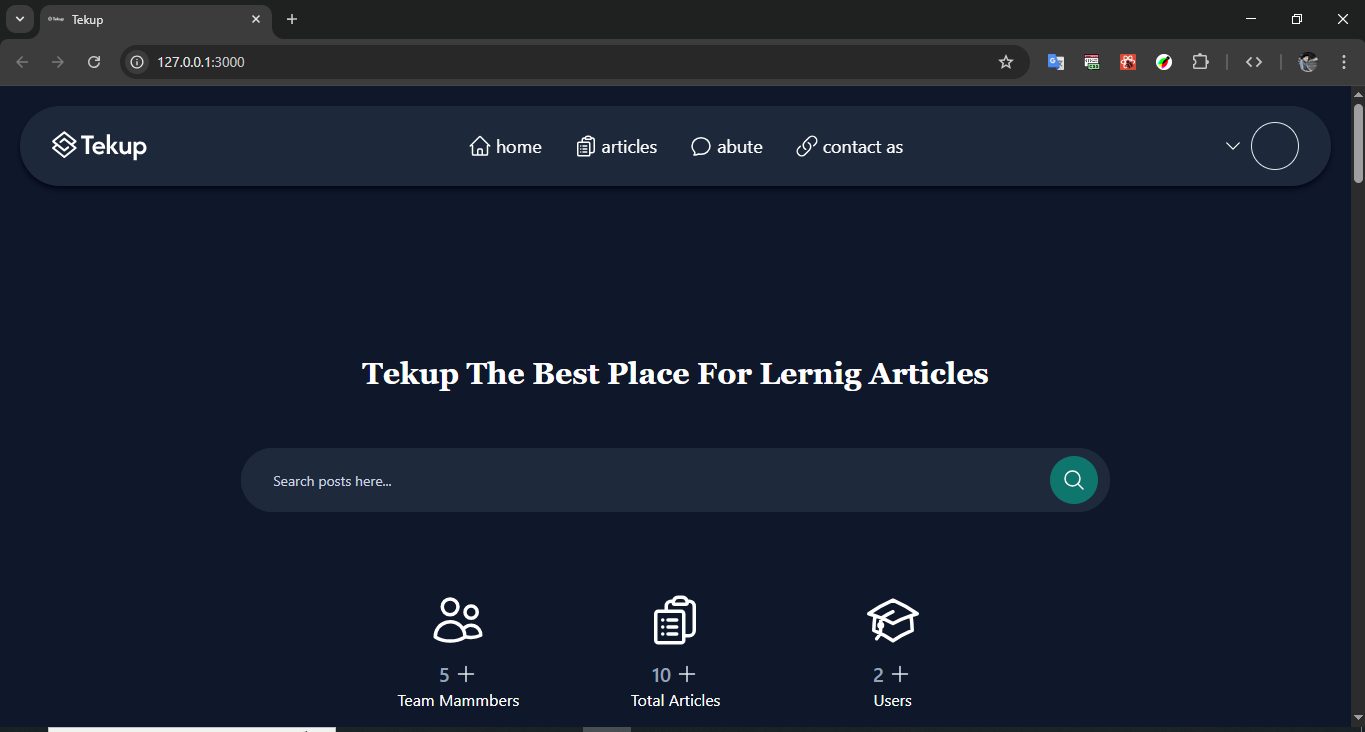 Tekup
127.0.0.1:3000
Tekup
home
articles
abute
contact as
Tekup The Best Place For Lernig Articles
Search posts here...
5 +
10 +
2 +
Team Mammbers
Total Articles
Users